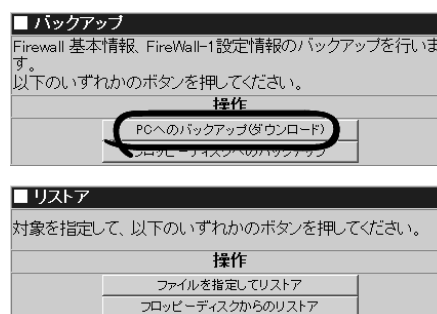 ■ バックアップ
Firewall 基本情報、FireWall-1設定情報のバックアップを行いま
す。
以下のいずれかのボタンを押してください。
操作
PCへのバックアップ(ダウンロード)
フロッピーディスクへのバックアップ
■ リストア
対象を指定して、以下のいずれかのボタンを押してください。
操作
ファイルを指定してリストア
フロッピーディスクからのリストア